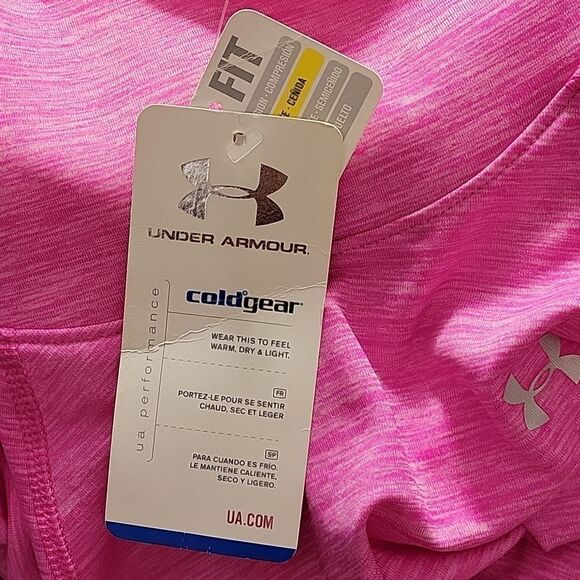 FIT
COMPRESIÓN
CEÑIDA
SEMICEÑIDO
UNDER ARMOUR.
coldgear
ua performance
WEAR THIS TO FEEL
WARM, DRY & LIGHT.
FR
PORTEZ-LE POUR SE SENTIR
CHAUD, SEC ET LEGER
SP
PARA CUANDO ES FRÍO.
LE MANTIENE CALIENTE,
SECO Y LIGERO.
UA.COM